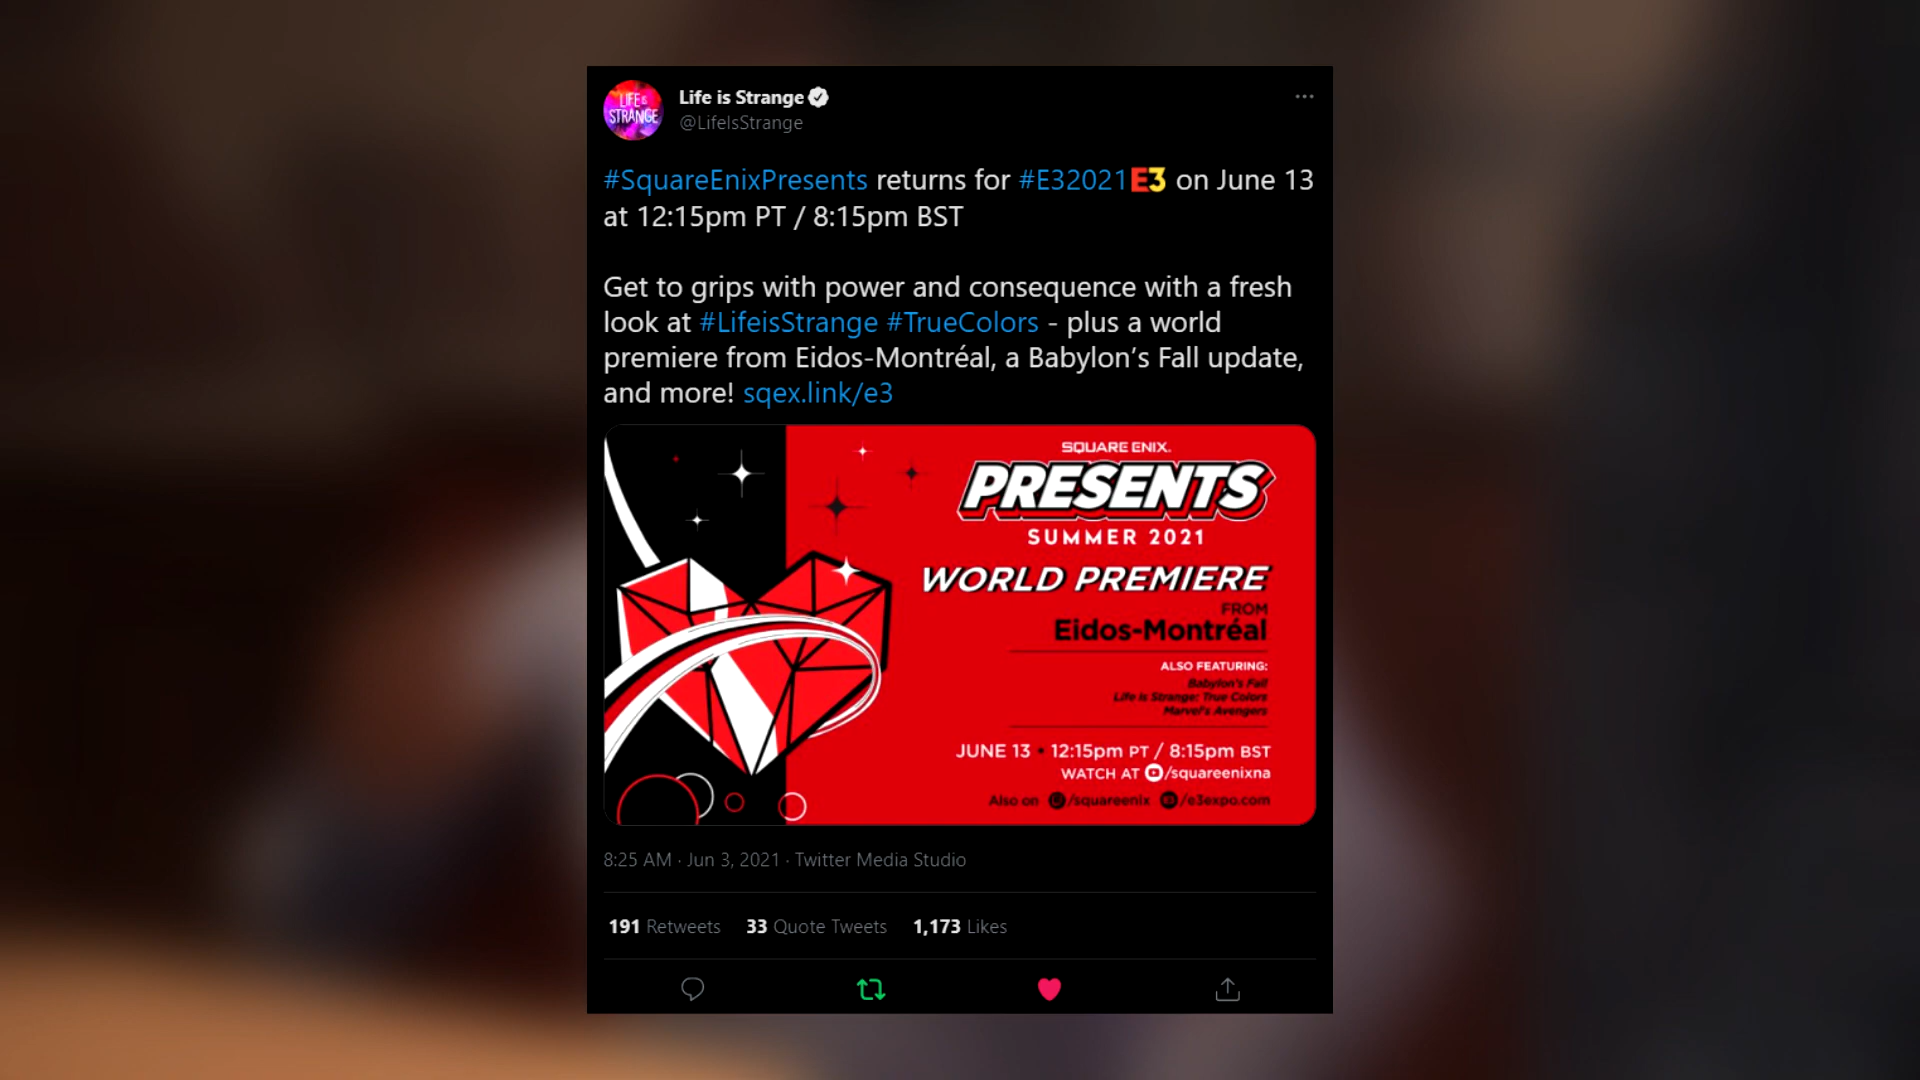 LIFE IS
STRANGE
Life is Strange
@LifeIsStrange
#SquareEnixPresents returns for #E32021 E3 on June 13
at 12:15pm PT / 8:15pm BST
Get to grips with power and consequence with a fresh
look at #LifeisStrange #TrueColors - plus a world
premiere from Eidos-Montréal, a Babylon’s Fall update,
and more! sqex.link/e3
SQUARE ENIX.
PRESENTS
SUMMER 2021
WORLD PREMIERE
FROM
Eidos-Montréal
ALSO FEATURING:
Babylon's Fall
Life is Strange: True Colors
Marvel's Avengers
JUNE 13 • 12:15pm PT / 8:15pm BST
WATCH AT /squareenixna
Also on /squareenix /e3expo.com
8:25 AM · Jun 3, 2021 · Twitter Media Studio
191 Retweets 33 Quote Tweets 1,173 Likes